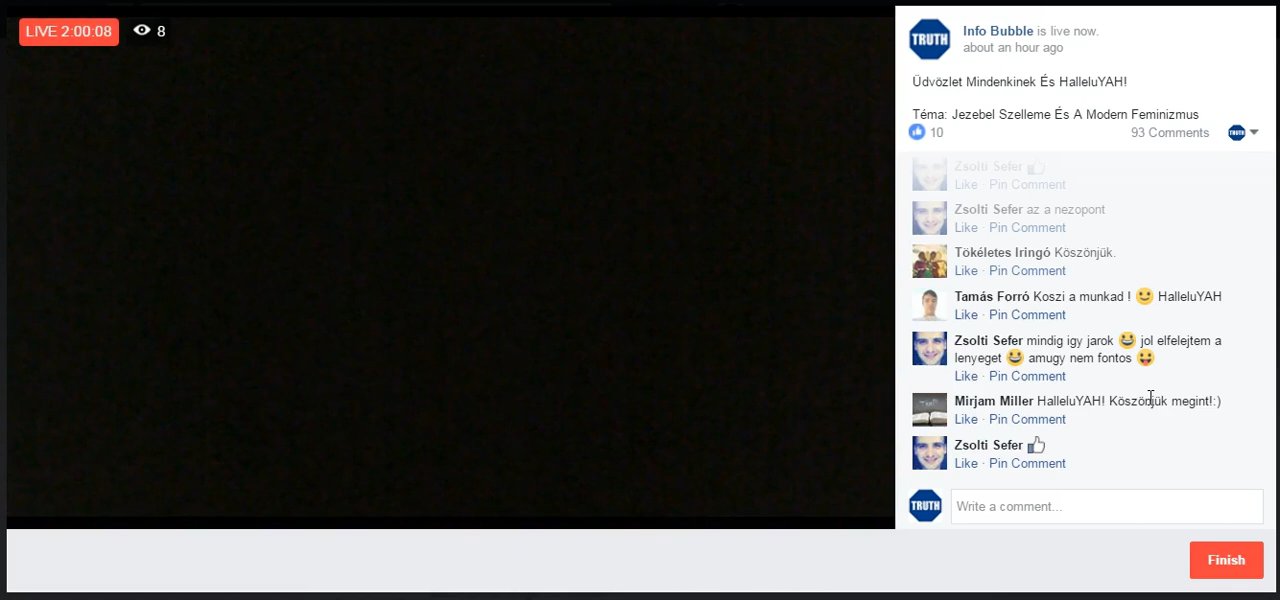 LIVE 2:00:08
8
TRUTH
Info Bubble is live now.
about an hour ago
Üdvözlet Mindenkinek És HalleluYAH!
Téma: Jezebel Szelleme És A Modern Feminizmus
10
93 Comments
TRUTH
Zsolti Sefer
Like · Pin Comment
Zsolti Sefer az a nezopont
Like · Pin Comment
Tökéletes Iringó Köszönjük.
Like · Pin Comment
Tamás Forró Koszi a munkad ! 😉 HalleluYAH
Like · Pin Comment
Zsolti Sefer mindig igy jarok 😀 jol elfelejtem a
lenyeget 😀 amugy nem fontos 😜
Like · Pin Comment
Mirjam Miller HalleluYAH! Köszönjük megint!:)
Like · Pin Comment
Zsolti Sefer
Like · Pin Comment
TRUTH
Write a comment...
Finish